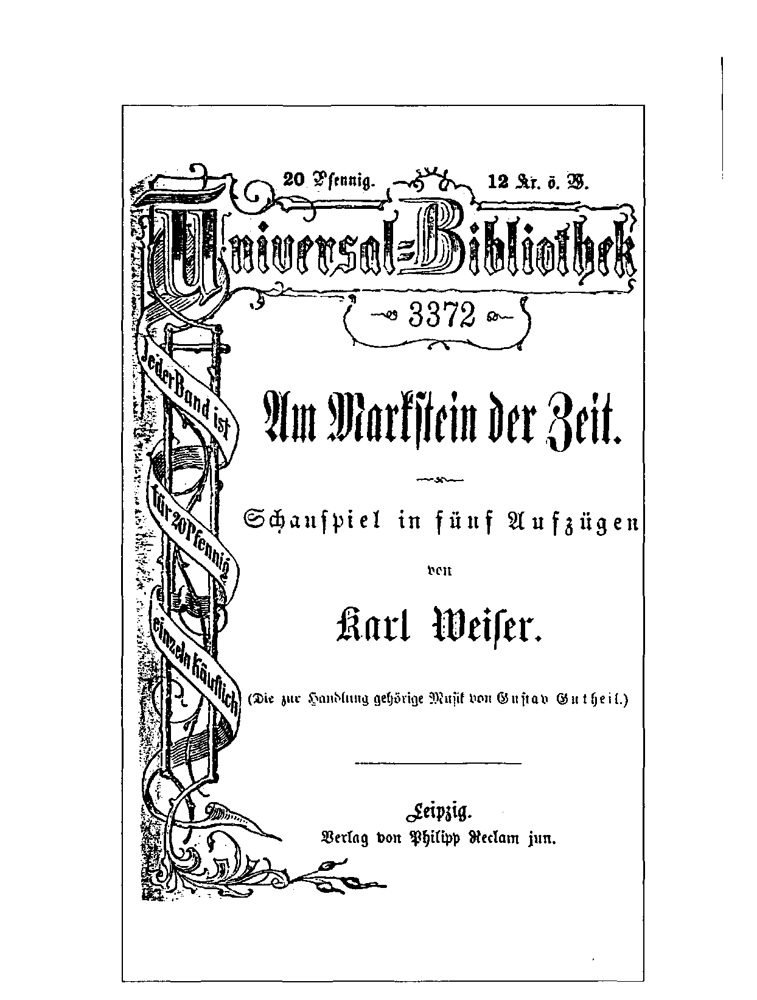 20 Pfennig. 12 Kr. ö. W.
Universal-Bibliothek
3372
Jeder Band ist
für 20 Pfennig
einzeln käuflich
Am Markstein der Zeit.
Schauspiel in fünf Aufzügen
von
Karl Weiser.
(Die zur Handlung gehörige Musik von Gustav Gutheil.)
Leipzig.
Verlag von Philipp Reclam jun.